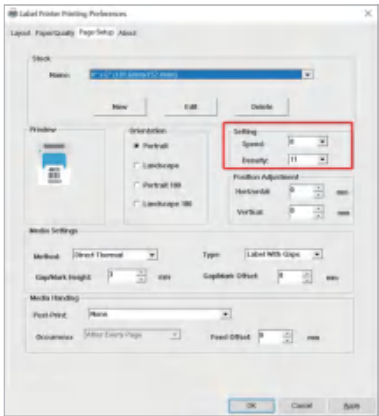 Label Printer Printing Preferences
Layout Paper/Quality Page Setup About
Stock
Name:
New Edit Delete
Preview
Orientation
Portrait
Landscape
Portrait 180
Landscape 180
Setting
Speed: 6
Density: 11
Position Adjustment
Horizontal: 0 mm
Vertical: 0 mm
Media Settings
Method: Direct Thermal Type: Label With Gaps
Gap/Mark Height: 3 mm Gap/Mark Offset: 0 mm
Media Handling
Post-Print: None
Occurrence: After Every Page Feed Offset: 0 mm
OK Cancel Apply